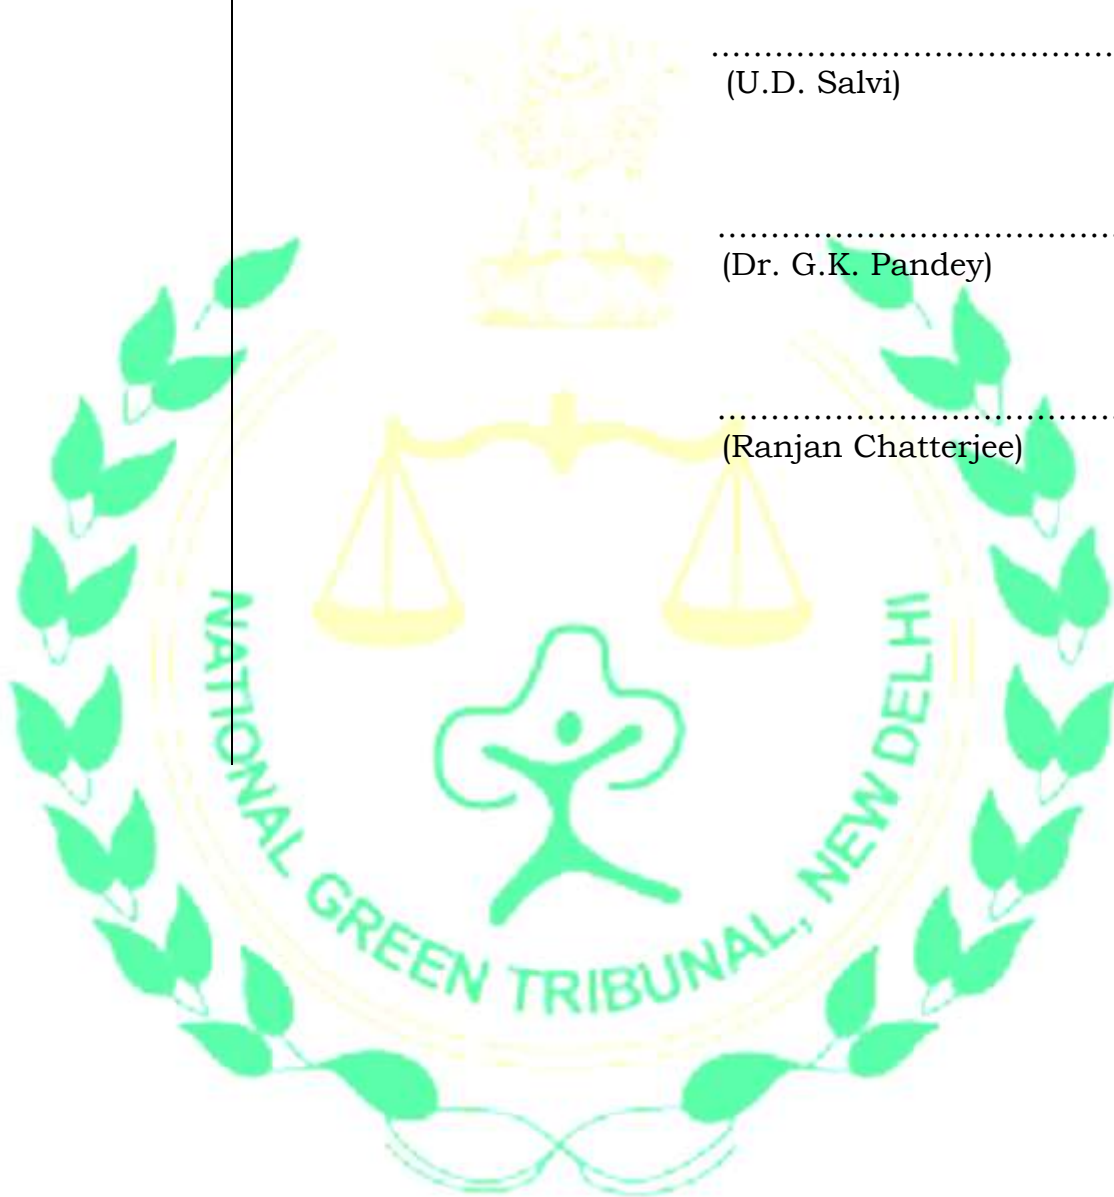 ……………………………………
(U.D. Salvi)
……………………………………
(Dr. G.K. Pandey)
……………………………………
(Ranjan Chatterjee)
NATIONAL GREEN TRIBUNAL, NEW DELHI